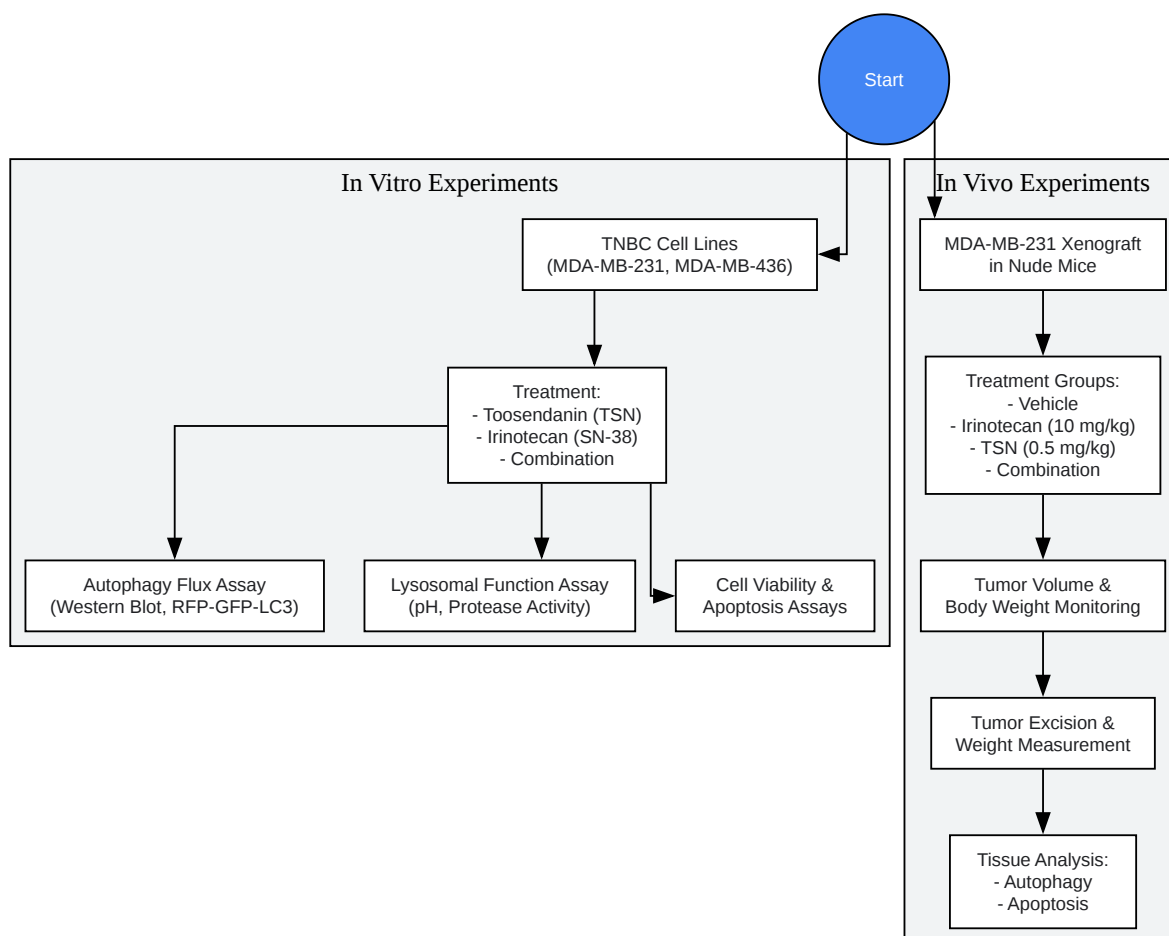 Start
In Vitro Experiments
TNBC Cell Lines
(MDA-MB-231, MDA-MB-436)
Treatment:
- Toosendanin (TSN)
- Irinotecan (SN-38)
- Combination
Autophagy Flux Assay
(Western Blot, RFP-GFP-LC3)
Lysosomal Function Assay
(pH, Protease Activity)
Cell Viability &
Apoptosis Assays
In Vivo Experiments
MDA-MB-231 Xenograft
in Nude Mice
Treatment Groups:
- Vehicle
- Irinotecan (10 mg/kg)
- TSN (0.5 mg/kg)
- Combination
Tumor Volume &
Body Weight Monitoring
Tumor Excision &
Weight Measurement
Tissue Analysis:
- Autophagy
- Apoptosis